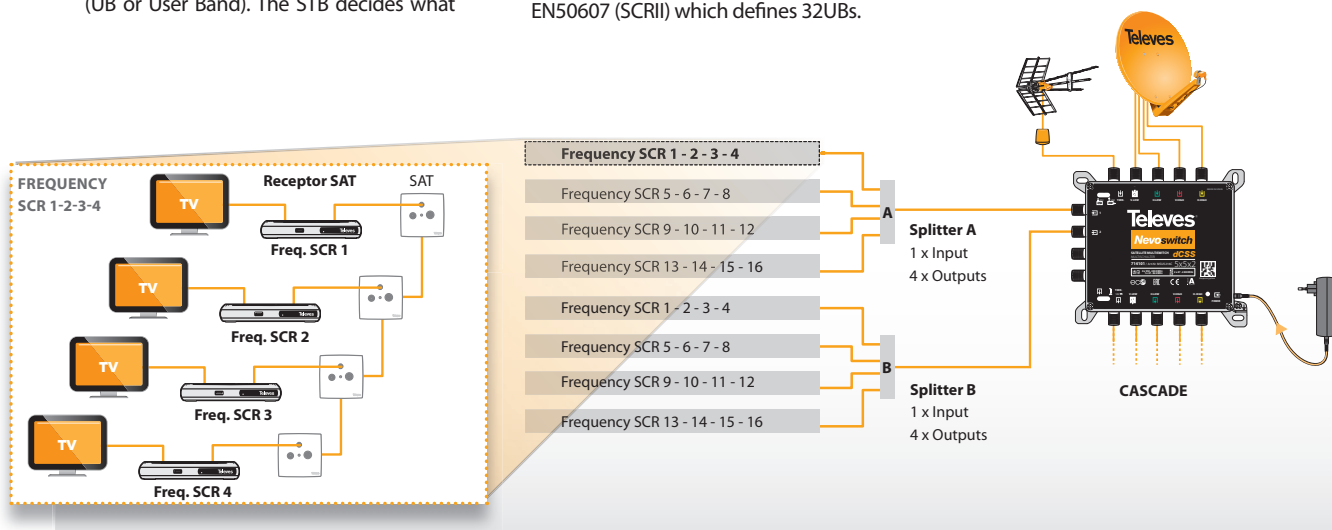 (UB or User Band). The STB decides what
EN50607 (SCRII) which defines 32UBs.
FREQUENCY
SCR 1-2-3-4
TV
Receptor SAT
SAT
Televes
Freq. SCR 1
TV
Televes
Freq. SCR 2
TV
Televes
Freq. SCR 3
TV
Televes
Freq. SCR 4
Frequency SCR 1 - 2 - 3 - 4
Frequency SCR 5 - 6 - 7 - 8
Frequency SCR 9 - 10 - 11 - 12
Frequency SCR 13 - 14 - 15 - 16
A
Splitter A
1 x Input
4 x Outputs
Frequency SCR 1 - 2 - 3 - 4
Frequency SCR 5 - 6 - 7 - 8
Frequency SCR 9 - 10 - 11 - 12
Frequency SCR 13 - 14 - 15 - 16
B
Splitter B
1 x Input
4 x Outputs
Televes
Televes
Nevoswitch
dCSS
5x5x2
CASCADE